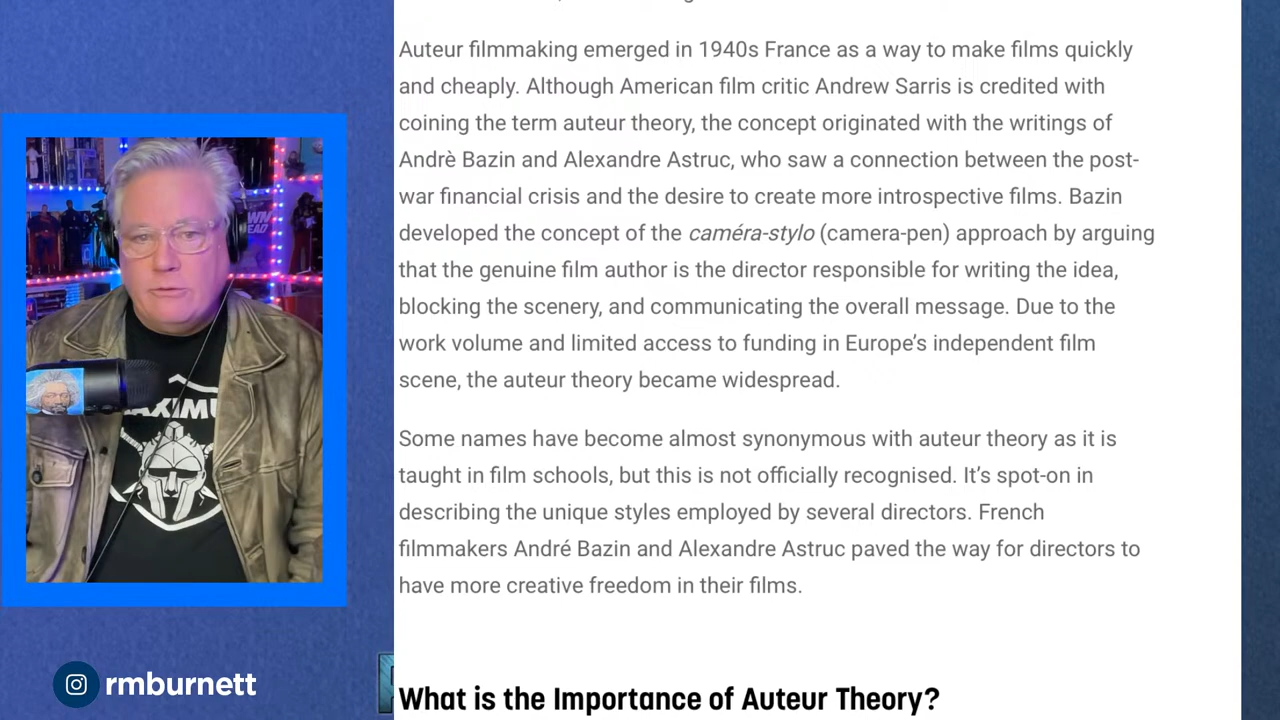 Auteur filmmaking emerged in 1940s France as a way to make films quickly
and cheaply. Although American film critic Andrew Sarris is credited with
coining the term auteur theory, the concept originated with the writings of
Andrè Bazin and Alexandre Astruc, who saw a connection between the post-
war financial crisis and the desire to create more introspective films. Bazin
developed the concept of the caméra-stylo (camera-pen) approach by arguing
that the genuine film author is the director responsible for writing the idea,
blocking the scenery, and communicating the overall message. Due to the
work volume and limited access to funding in Europe’s independent film
scene, the auteur theory became widespread.
Some names have become almost synonymous with auteur theory as it is
taught in film schools, but this is not officially recognised. It’s spot-on in
describing the unique styles employed by several directors. French
filmmakers André Bazin and Alexandre Astruc paved the way for directors to
have more creative freedom in their films.
What is the Importance of Auteur Theory?
rmburnett